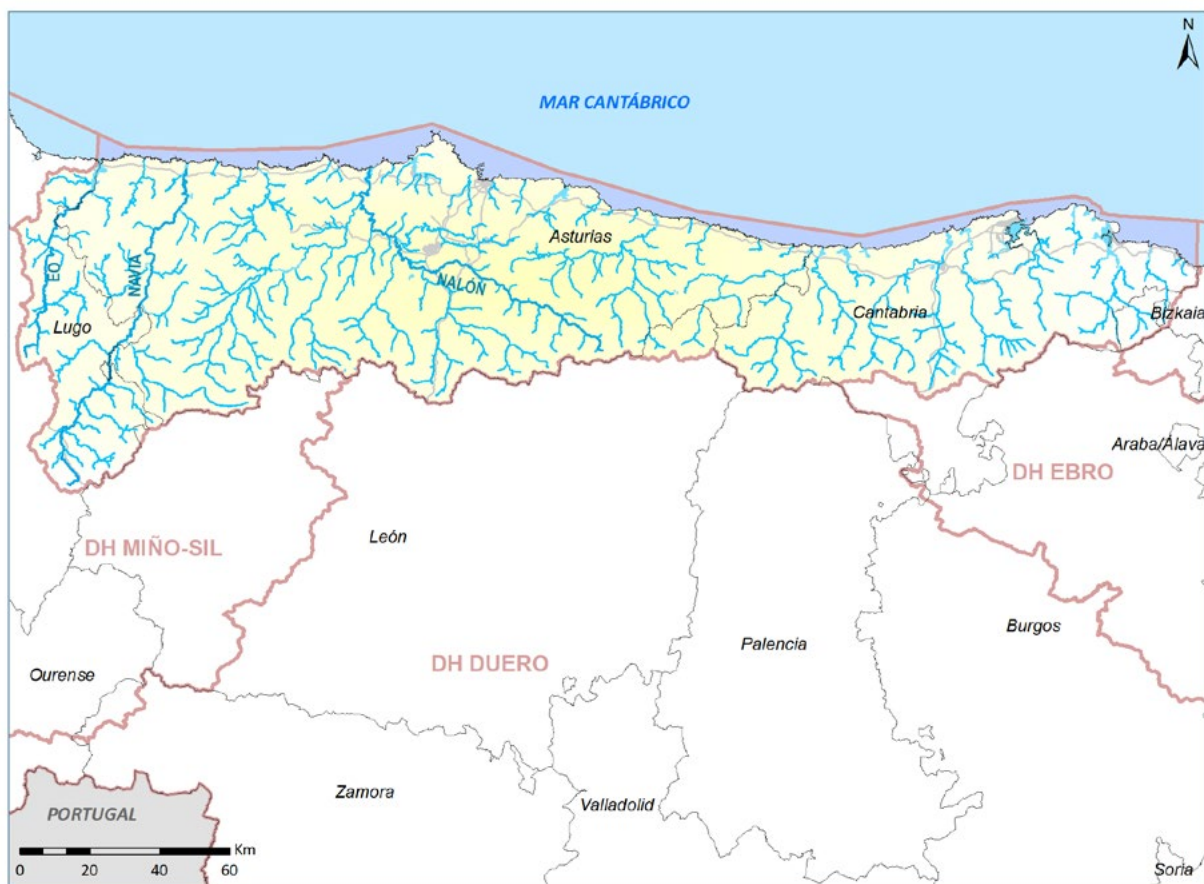 N
MAR CANTÁBRICO
Asturias
EO
NAVIA
NALÓN
Cantabria
Bizkaia
Lugo
Araba/Álava
DH EBRO
León
DH MIÑO-SIL
Burgos
Palencia
DH DUERO
Ourense
Zamora
Valladolid
PORTUGAL
Km
0 20 40 60
Soria